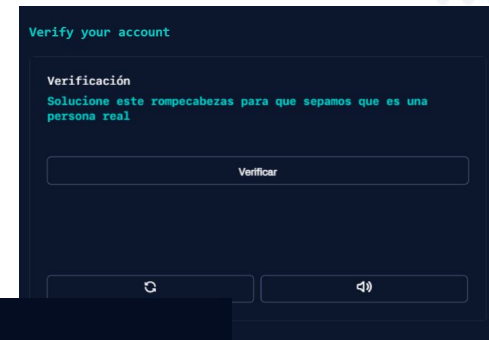 Verify your account
Verificación
Solucione este rompecabezas para que sepamos que es una
persona real
Verificar